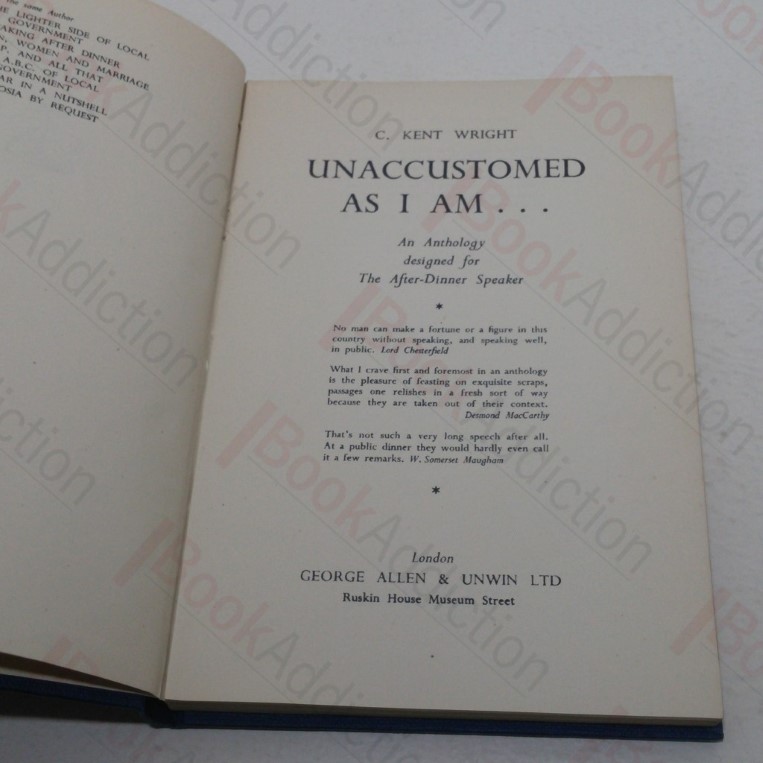 the same Author
E LIGHTER SIDE OF LOCAL
GOVERNMENT
AKING AFTER DINNER
N, WOMEN AND MARRIAGE
P. AND ALL THAT
A.B.C. OF LOCAL
GOVERNMENT
AR IN A NUTSHELL
OSIA BY REQUEST
C. KENT WRIGHT
UNACCUSTOMED
AS I AM . . .
An Anthology
designed for
The After-Dinner Speaker
*
No man can make a fortune or a figure in this
country without speaking, and speaking well,
in public. Lord Chesterfield
What I crave first and foremost in an anthology
is the pleasure of feasting on exquisite scraps,
passages one relishes in a fresh sort of way
because they are taken out of their context.
Desmond MacCarthy
That's not such a very long speech after all.
At a public dinner they would hardly even call
it a few remarks. W. Somerset Maugham
*
London
GEORGE ALLEN & UNWIN LTD
Ruskin House Museum Street
BookAddiction